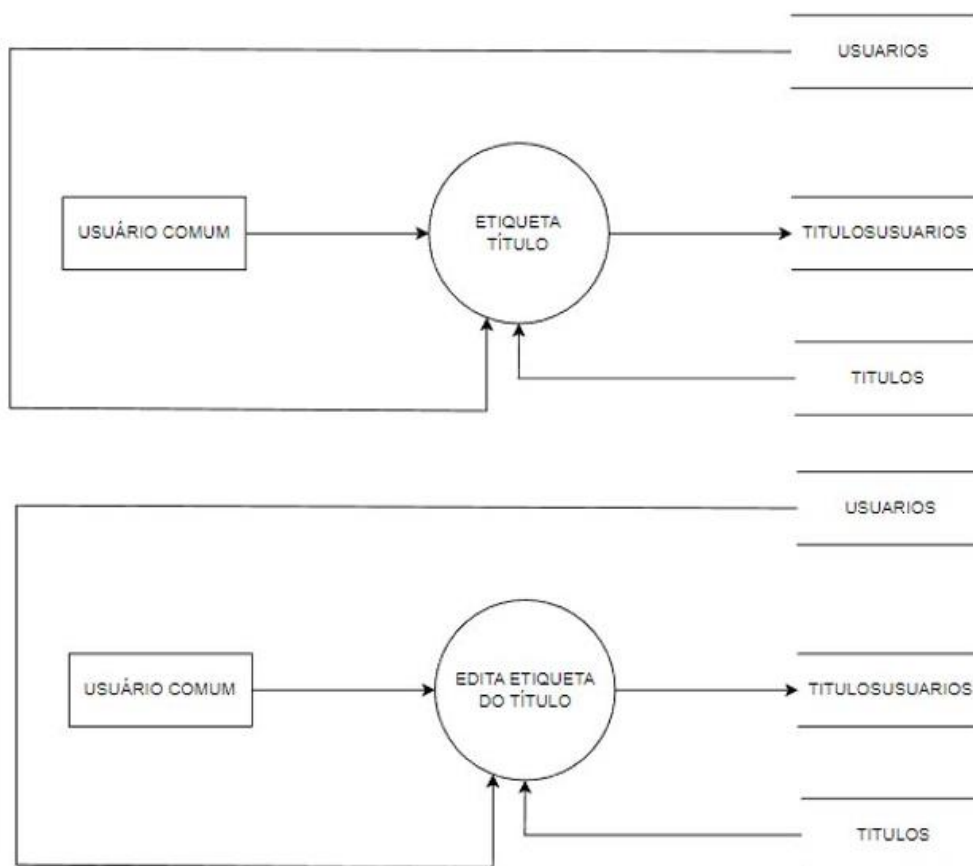 USUARIOS
USUÁRIO COMUM
ETIQUETA
TÍTULO
TITULOSUSUARIOS
TITULOS
USUARIOS
USUÁRIO COMUM
EDITA ETIQUETA
DO TÍTULO
TITULOSUSUARIOS
TITULOS